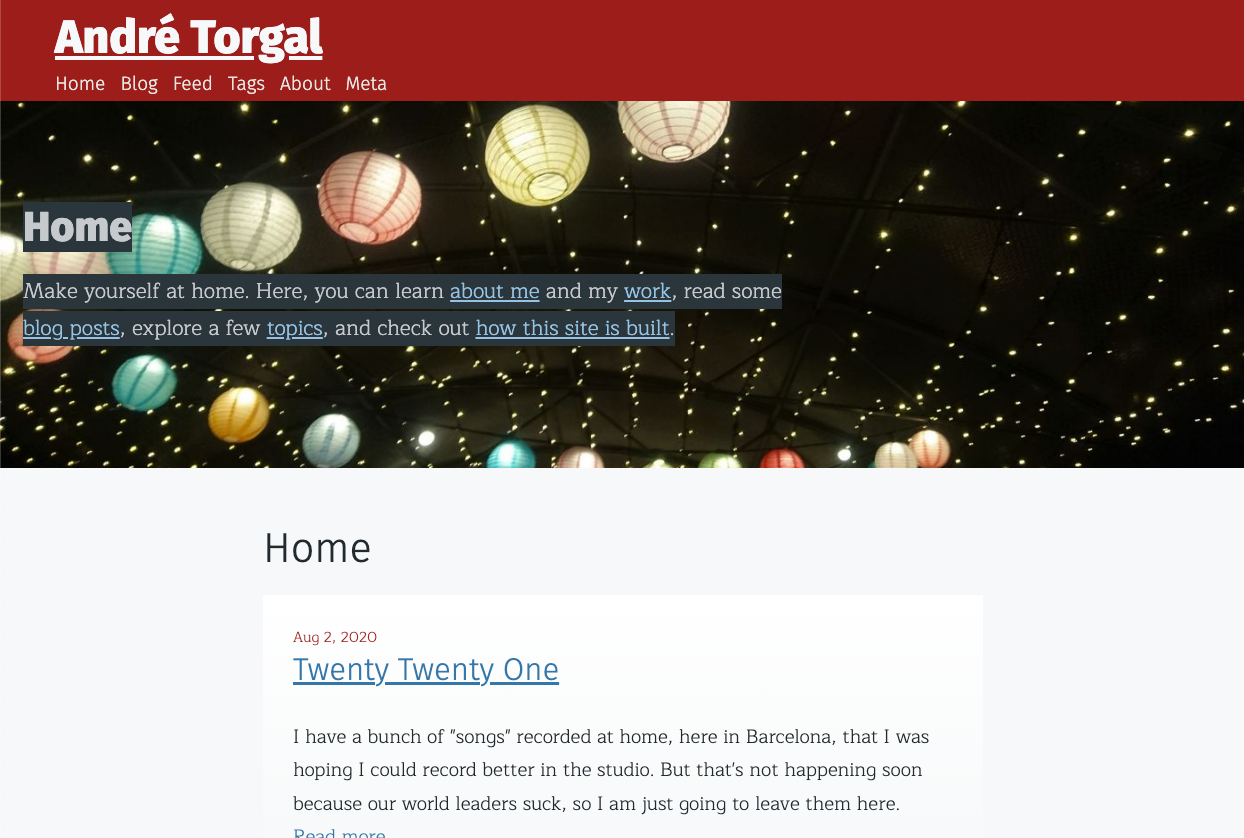 André Torgal
Home Blog Feed Tags About Meta
Home
Make yourself at home. Here, you can learn about me and my work, read some
blog posts, explore a few topics, and check out how this site is built.
Home
Aug 2, 2020
Twenty Twenty One
I have a bunch of "songs" recorded at home, here in Barcelona, that I was
hoping I could record better in the studio. But that's not happening soon
because our world leaders suck, so I am just going to leave them here.
Read more